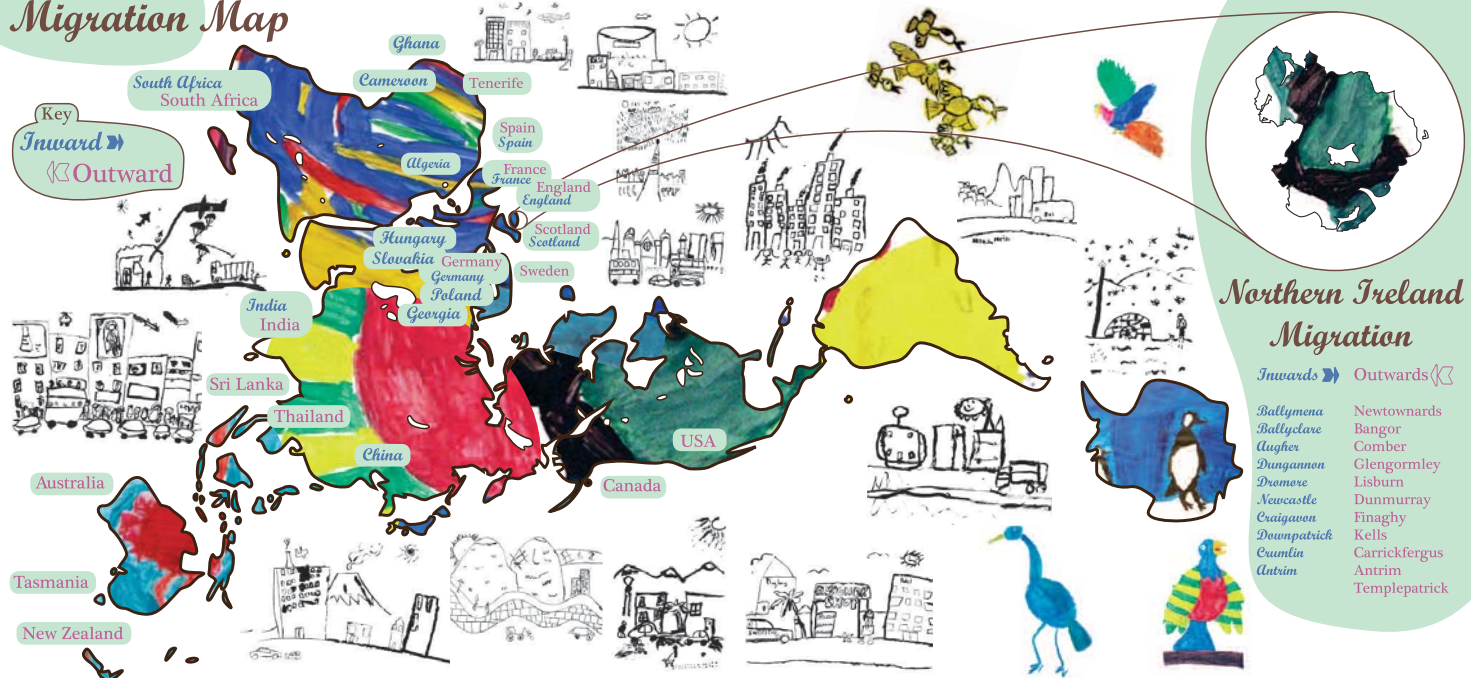 Migration Map
Key
Inward
Outward
South Africa
South Africa
Ghana
Cameroon
Tenerife
Spain
Spain
Algeria
France
France
England
England
Scotland
Scotland
Hungary
Slovakia
Germany
Germany
Sweden
Poland
Georgia
India
India
Sri Lanka
Thailand
China
USA
Canada
Australia
Tasmania
New Zealand
Northern Ireland
Migration
Inwards Outwards
Ballymena Newtownards
Ballyclare Bangor
Augher Comber
Dungannon Glengormley
Dromore Lisburn
Newcastle Dunmurray
Craigavon Finaghy
Downpatrick Kells
Crumlin Carrickfergus
Antrim Antrim
Templepatrick